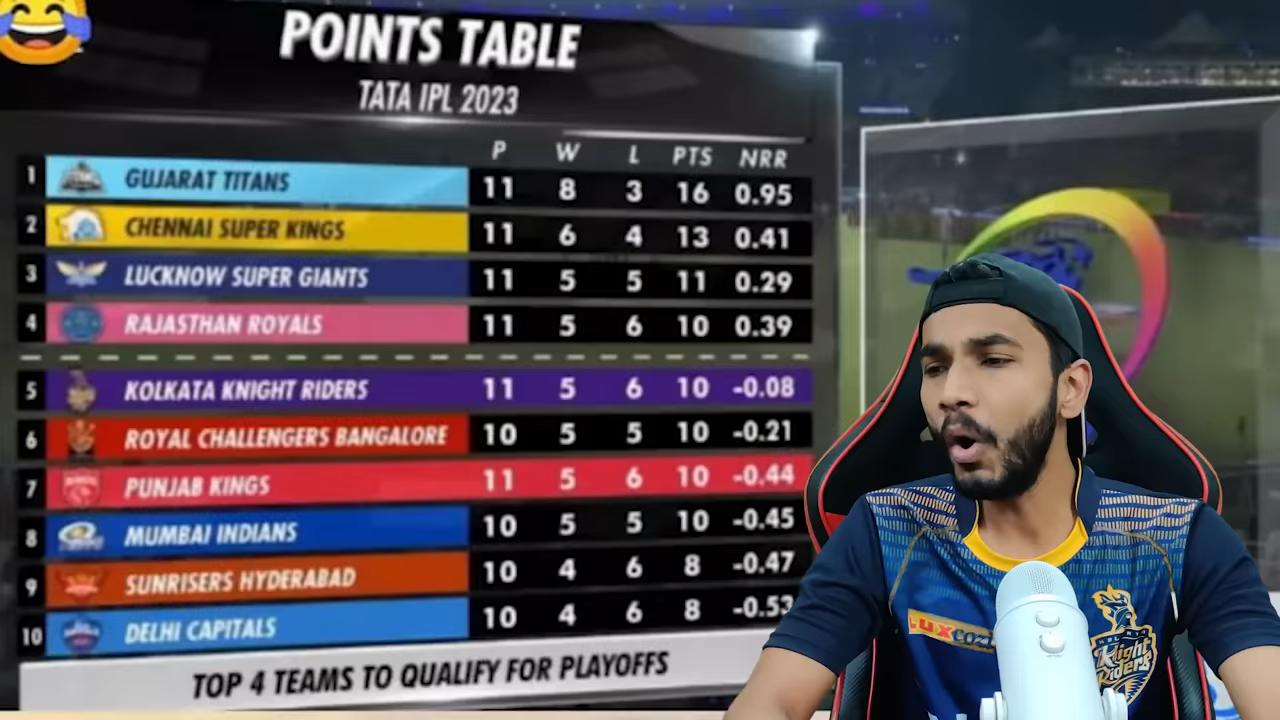 POINTS TABLE
TATA IPL 2023
P W L PTS NRR
1 GUJARAT TITANS 11 8 3 16 0.95
2 CHENNAI SUPER KINGS 11 6 4 13 0.41
3 LUCKNOW SUPER GIANTS 11 5 5 11 0.29
4 RAJASTHAN ROYALS 11 5 6 10 0.39
5 KOLKATA KNIGHT RIDERS 11 5 6 10 -0.08
6 ROYAL CHALLENGERS BANGALORE 10 5 5 10 -0.21
7 PUNJAB KINGS 11 5 6 10 -0.44
8 MUMBAI INDIANS 10 5 5 10 -0.45
9 SUNRISERS HYDERABAD 10 4 6 8 -0.47
10 DELHI CAPITALS 10 4 6 8 -0.53
TOP 4 TEAMS TO QUALIFY FOR PLAYOFFS
LUX cozi
Knight
Riders